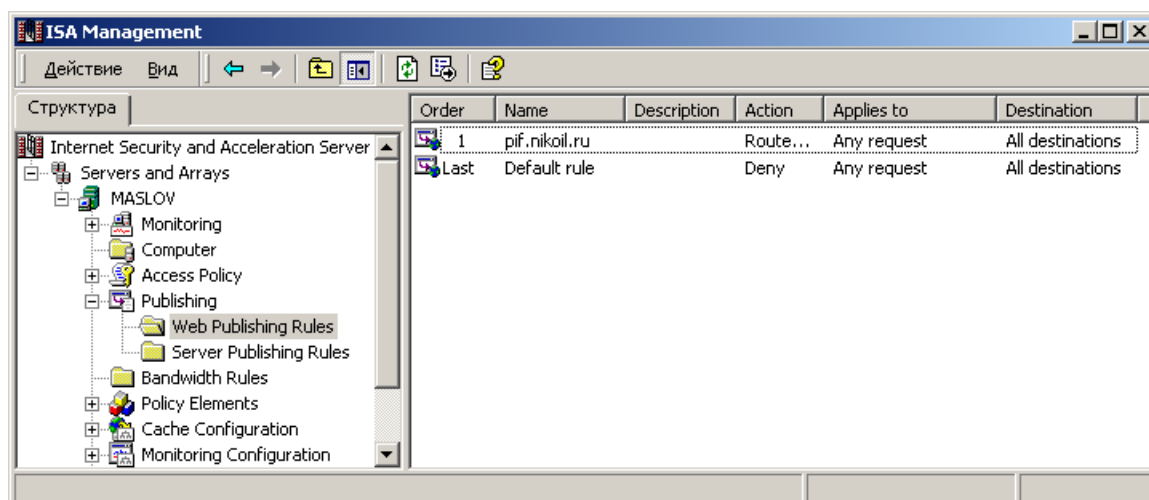 ISA Management
Действие Вид
Структура
Internet Security and Acceleration Server
Servers and Arrays
MASLOV
Monitoring
Computer
Access Policy
Publishing
Web Publishing Rules
Server Publishing Rules
Bandwidth Rules
Policy Elements
Cache Configuration
Monitoring Configuration
Order Name Description Action Applies to Destination
1 pif.nikoil.ru Route... Any request All destinations
Last Default rule Deny Any request All destinations